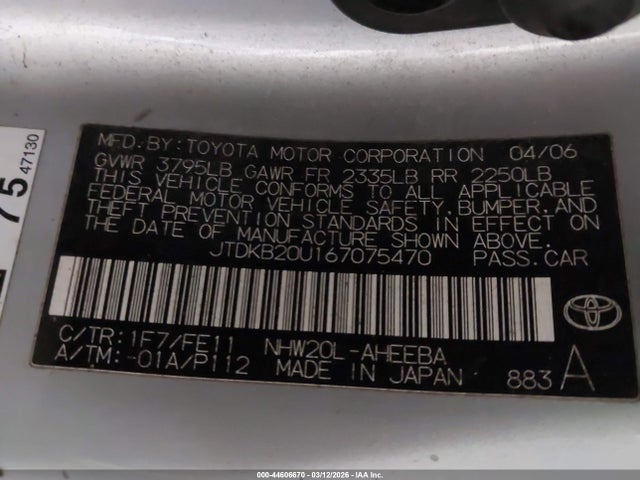 75
47130
MFD. BY: TOYOTA MOTOR CORPORATION 04/06
GVWR 3795LB GAWR FR 2335LB RR 2250LB
THIS VEHICLE CONFORMS TO ALL APPLICABLE
FEDERAL MOTOR VEHICLE SAFETY, BUMPER, AND
THEFT PREVENTION STANDARDS IN EFFECT ON
THE DATE OF MANUFACTURE SHOWN ABOVE.
JTDKB20U167075470 PASS.CAR
C/TR: 1F7/FE11 NHW20L-AHEEBA
A/TM: -01A/P112 MADE IN JAPAN 883 A
TOYOTA
000-44606670 - 03/12/2026 - IAA Inc.